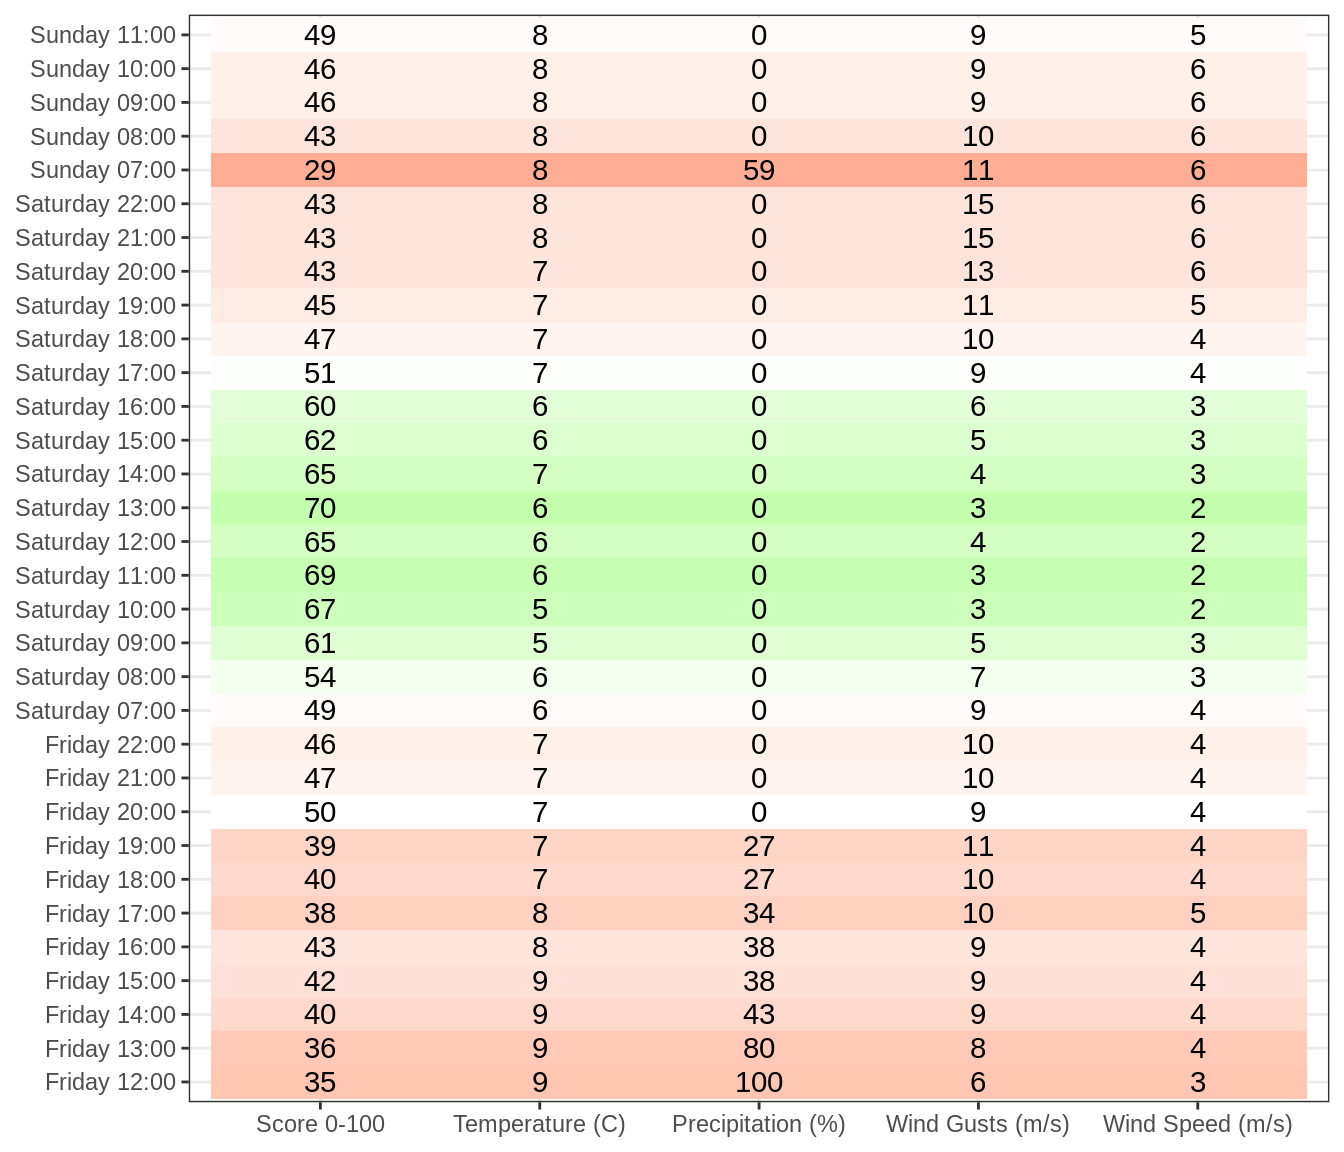 Sunday 11:00 49 8 0 9 5
Sunday 10:00 46 8 0 9 6
Sunday 09:00 46 8 0 9 6
Sunday 08:00 43 8 0 10 6
Sunday 07:00 29 8 59 11 6
Saturday 22:00 43 8 0 15 6
Saturday 21:00 43 8 0 15 6
Saturday 20:00 43 7 0 13 6
Saturday 19:00 45 7 0 11 5
Saturday 18:00 47 7 0 10 4
Saturday 17:00 51 7 0 9 4
Saturday 16:00 60 6 0 6 3
Saturday 15:00 62 6 0 5 3
Saturday 14:00 65 7 0 4 3
Saturday 13:00 70 6 0 3 2
Saturday 12:00 65 6 0 4 2
Saturday 11:00 69 6 0 3 2
Saturday 10:00 67 5 0 3 2
Saturday 09:00 61 5 0 5 3
Saturday 08:00 54 6 0 7 3
Saturday 07:00 49 6 0 9 4
Friday 22:00 46 7 0 10 4
Friday 21:00 47 7 0 10 4
Friday 20:00 50 7 0 9 4
Friday 19:00 39 7 27 11 4
Friday 18:00 40 7 27 10 4
Friday 17:00 38 8 34 10 5
Friday 16:00 43 8 38 9 4
Friday 15:00 42 9 38 9 4
Friday 14:00 40 9 43 9 4
Friday 13:00 36 9 80 8 4
Friday 12:00 35 9 100 6 3
Score 0-100 Temperature (C) Precipitation (%) Wind Gusts (m/s) Wind Speed (m/s)